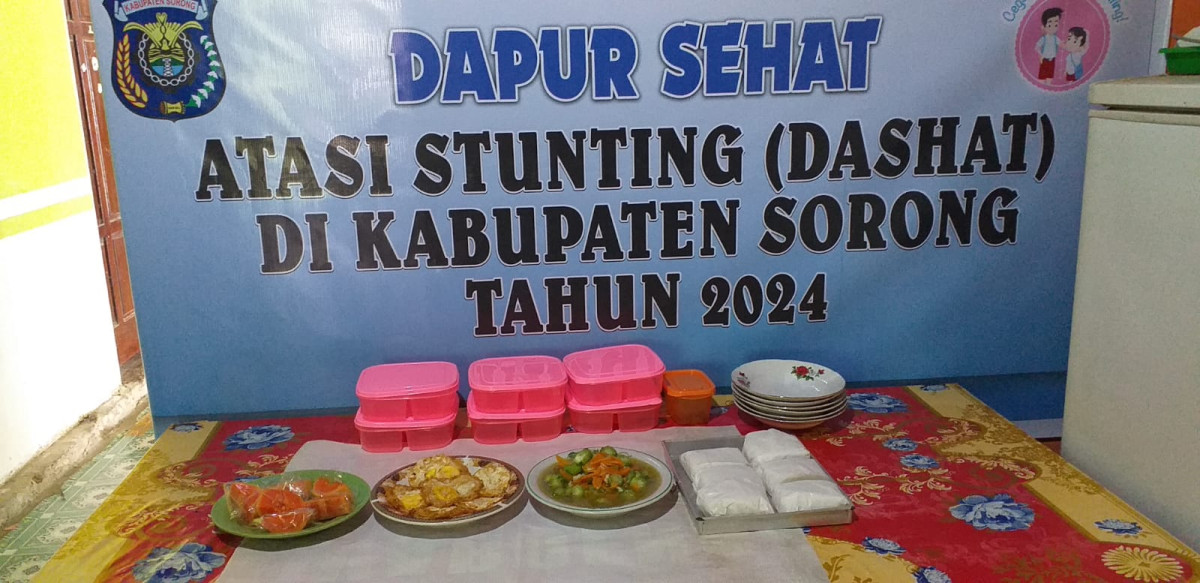 KABUPATEN SORONG
DAPUR SEHAT
ATASI STUNTING (DASHAT)
DI KABUPATEN SORONG
TAHUN 2024